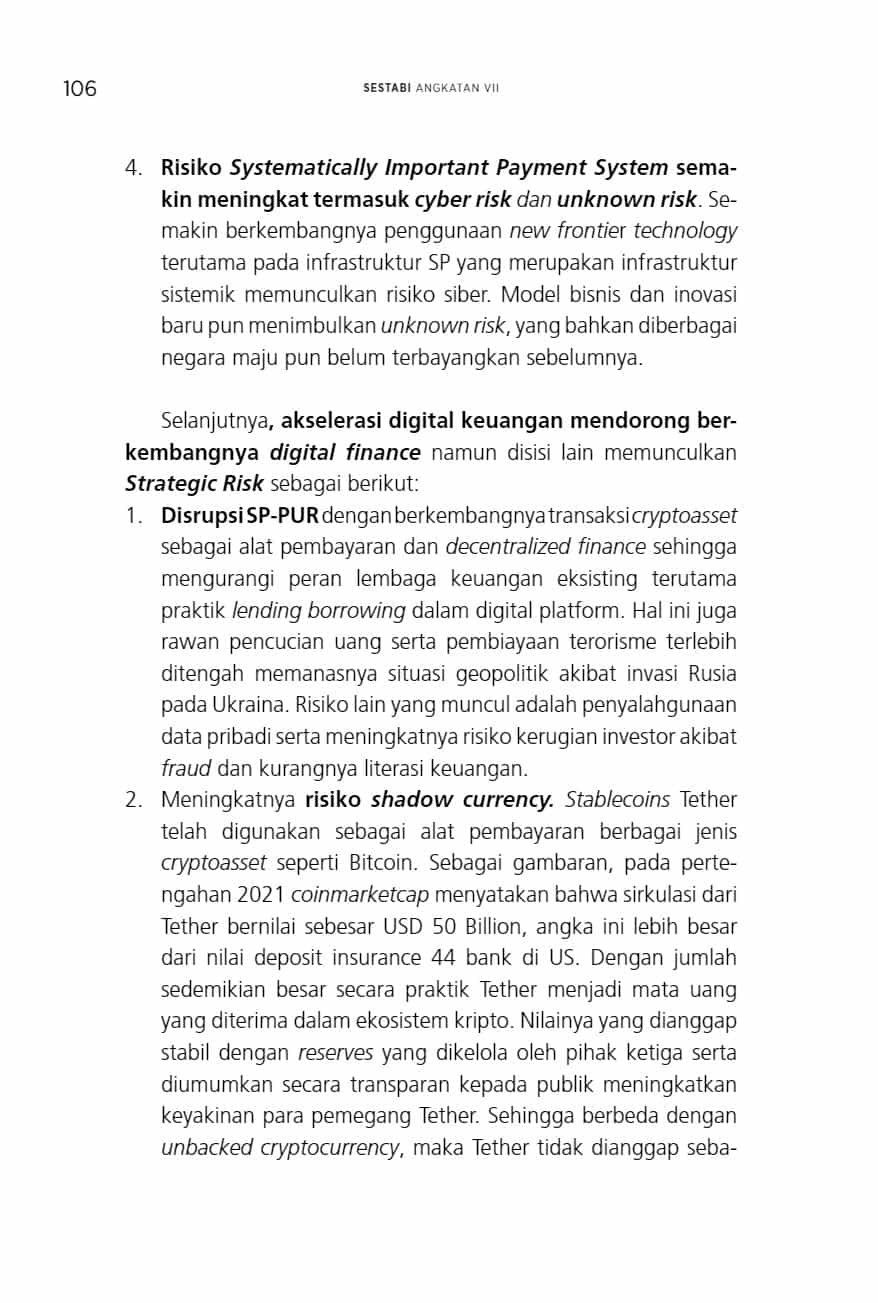 106
SESTABI ANGKATAN VII
4. Risiko Systematically Important Payment System sema-
kin meningkat termasuk cyber risk dan unknown risk. Se-
makin berkembangnya penggunaan new frontier technology
terutama pada infrastruktur SP yang merupakan infrastruktur
sistemik memunculkan risiko siber. Model bisnis dan inovasi
baru pun menimbulkan unknown risk, yang bahkan diberbagai
negara maju pun belum terbayangkan sebelumnya.
Selanjutnya, akselerasi digital keuangan mendorong ber-
kembangnya digital finance namun disisi lain memunculkan
Strategic Risk sebagai berikut:
1. Disrupsi SP-PUR dengan berkembangnya transaksi cryptoasset
sebagai alat pembayaran dan decentralized finance sehingga
mengurangi peran lembaga keuangan eksisting terutama
praktik lending borrowing dalam digital platform. Hal ini juga
rawan pencucian uang serta pembiayaan terorisme terlebih
ditengah memanasnya situasi geopolitik akibat invasi Rusia
pada Ukraina. Risiko lain yang muncul adalah penyalahgunaan
data pribadi serta meningkatnya risiko kerugian investor akibat
fraud dan kurangnya literasi keuangan.
2. Meningkatnya risiko shadow currency. Stablecoins Tether
telah digunakan sebagai alat pembayaran berbagai jenis
cryptoasset seperti Bitcoin. Sebagai gambaran, pada perte-
ngahan 2021 coinmarketcap menyatakan bahwa sirkulasi dari
Tether bernilai sebesar USD 50 Billion, angka ini lebih besar
dari nilai deposit insurance 44 bank di US. Dengan jumlah
sedemikian besar secara praktik Tether menjadi mata uang
yang diterima dalam ekosistem kripto. Nilainya yang dianggap
stabil dengan reserves yang dikelola oleh pihak ketiga serta
diumumkan secara transparan kepada publik meningkatkan
keyakinan para pemegang Tether. Sehingga berbeda dengan
unbacked cryptocurrency, maka Tether tidak dianggap seba-